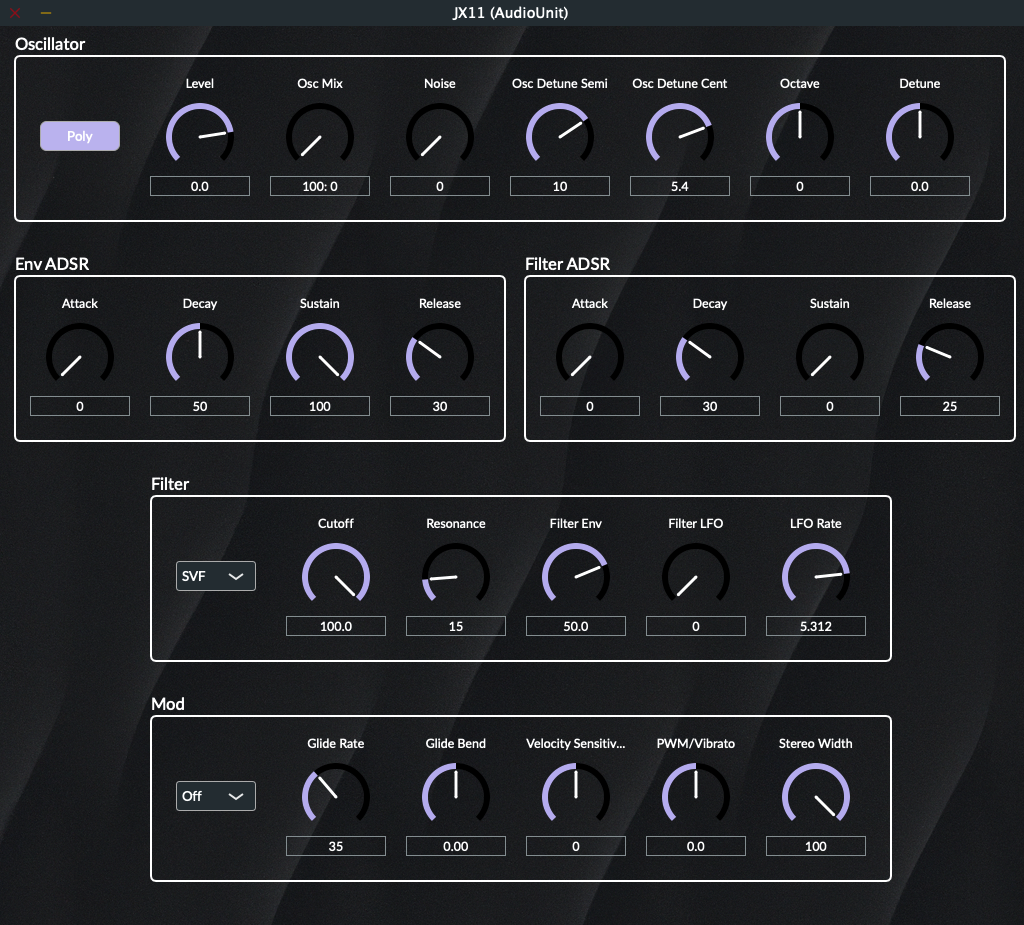 JX11 (AudioUnit)
Oscillator
Level Osc Mix Noise Osc Detune Semi Osc Detune Cent Octave Detune
Poly
0.0 100: 0 0 10 5.4 0 0.0
Env ADSR
Attack Decay Sustain Release
0 50 100 30
Filter ADSR
Attack Decay Sustain Release
0 30 0 25
Filter
Cutoff Resonance Filter Env Filter LFO LFO Rate
SVF
100.0 15 50.0 0 5.312
Mod
Glide Rate Glide Bend Velocity Sensitiv... PWM/Vibrato Stereo Width
Off
35 0.00 0 0.0 100